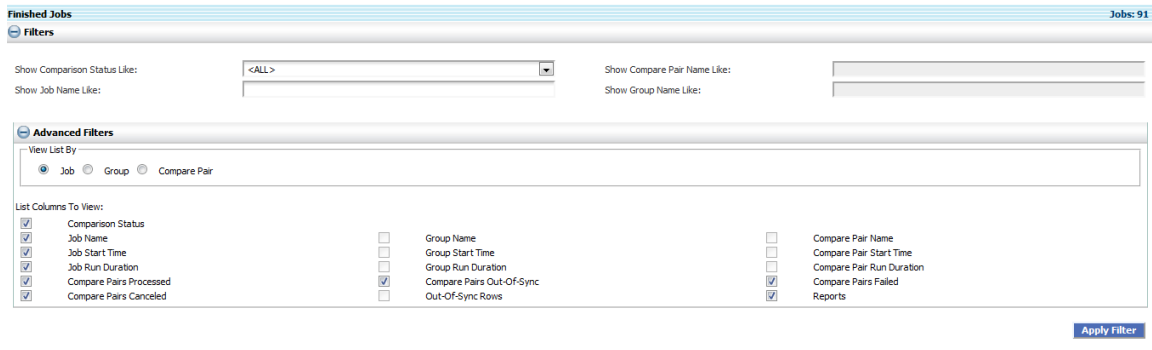 Finished Jobs Jobs: 91
Filters
Show Comparison Status Like: <ALL> Show Compare Pair Name Like:
Show Job Name Like: Show Group Name Like:
Advanced Filters
View List By
Job Group Compare Pair
List Columns To View:
Comparison Status
Job Name Group Name Compare Pair Name
Job Start Time Group Start Time Compare Pair Start Time
Job Run Duration Group Run Duration Compare Pair Run Duration
Compare Pairs Processed Compare Pairs Out-Of-Sync Compare Pairs Failed
Compare Pairs Canceled Out-Of-Sync Rows Reports
Apply Filter